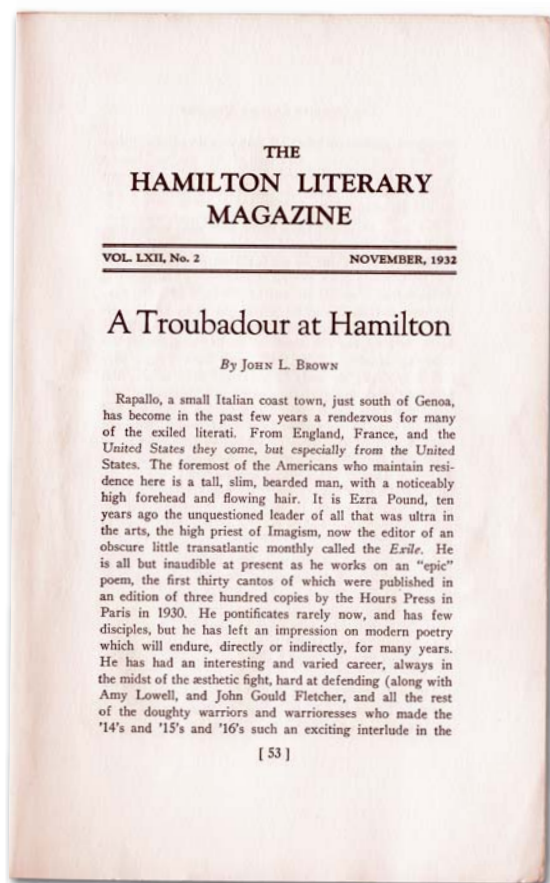 THE
HAMILTON LITERARY
MAGAZINE
VOL. LXII, No. 2 NOVEMBER, 1932
A Troubadour at Hamilton
By JOHN L. BROWN
Rapallo, a small Italian coast town, just south of Genoa,
has become in the past few years a rendezvous for many
of the exiled literati. From England, France, and the
United States they come, but especially from the United
States. The foremost of the Americans who maintain resi-
dence here is a tall, slim, bearded man, with a noticeably
high forehead and flowing hair. It is Ezra Pound, ten
years ago the unquestioned leader of all that was ultra in
the arts, the high priest of Imagism, now the editor of an
obscure little transatlantic monthly called the Exile. He
is all but inaudible at present as he works on an "epic"
poem, the first thirty cantos of which were published in
an edition of three hundred copies by the Hours Press in
Paris in 1930. He pontificates rarely now, and has few
disciples, but he has left an impression on modern poetry
which will endure, directly or indirectly, for many years.
He has had an interesting and varied career, always in
the midst of the æsthetic fight, hard at defending (along with
Amy Lowell, and John Gould Fletcher, and all the rest
of the doughty warriors and warrioresses who made the
'14's and '15's and '16's such an exciting interlude in the
[ 53 ]